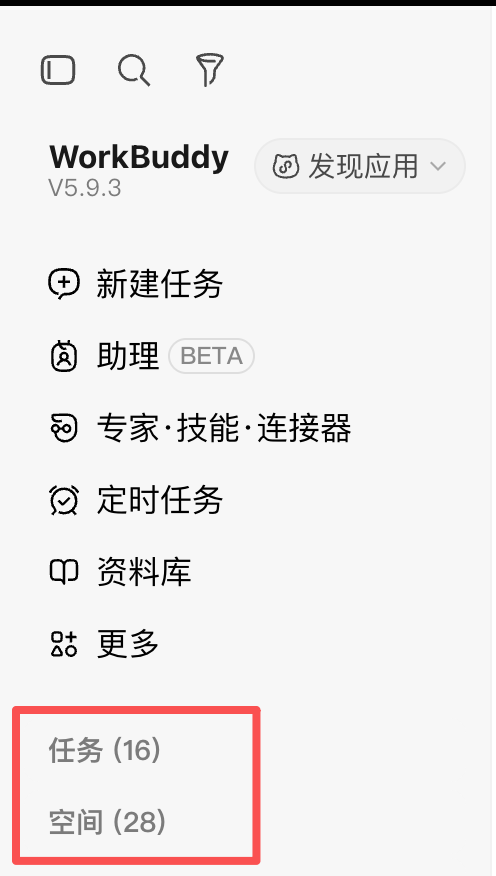 WorkBuddy
V5.9.3
发现应用
新建任务
助理 BETA
专家·技能·连接器
定时任务
资料库
更多
任务 (16)
空间 (28)